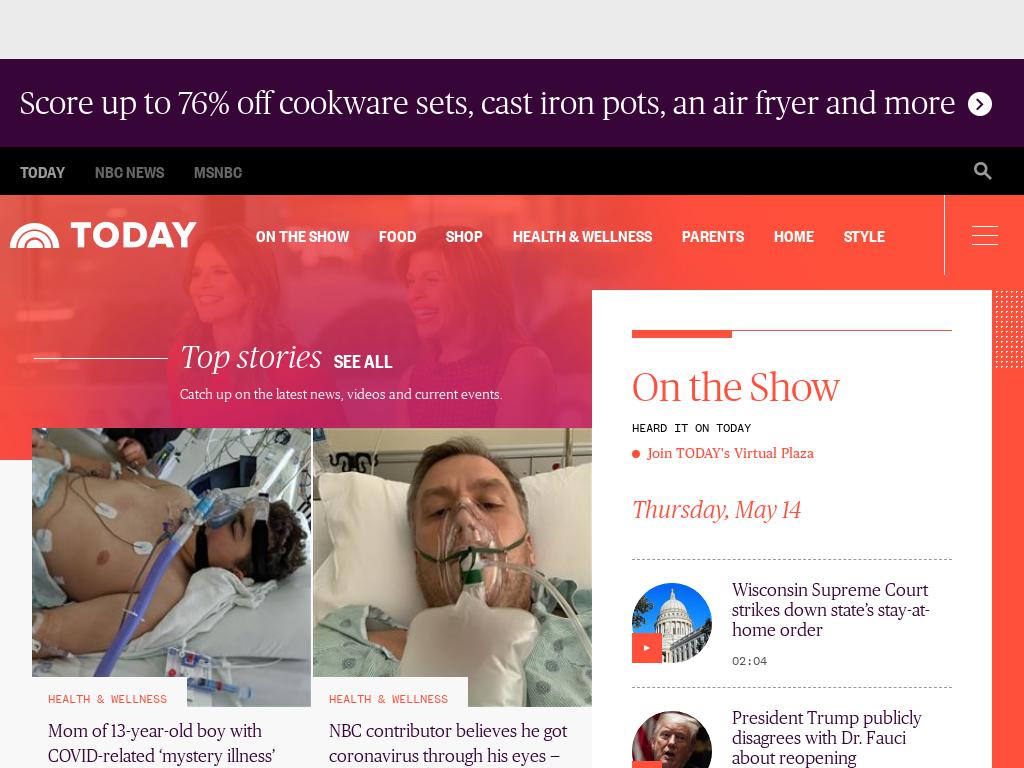 Score up to 76% off cookware sets, cast iron pots, an air fryer and more
TODAY NBC NEWS MSNBC
TODAY
ON THE SHOW FOOD SHOP HEALTH & WELLNESS PARENTS HOME STYLE
Top stories SEE ALL
Catch up on the latest news, videos and current events.
HEALTH & WELLNESS
Mom of 13-year-old boy with
COVID-related ‘mystery illness’
HEALTH & WELLNESS
NBC contributor believes he got
coronavirus through his eyes —
On the Show
HEARD IT ON TODAY
Join TODAY's Virtual Plaza
Thursday, May 14
Wisconsin Supreme Court
strikes down state’s stay-at-
home order
02:04
President Trump publicly
disagrees with Dr. Fauci
about reopening